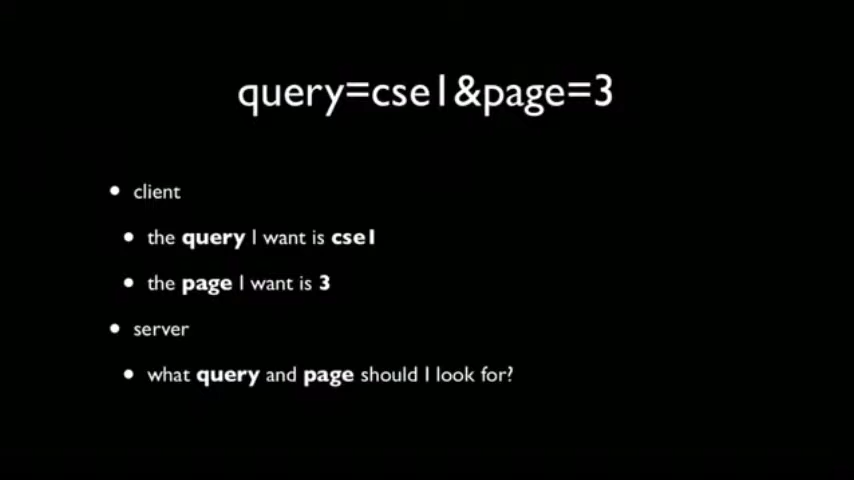 query=cse1&page=3
• client
• the query I want is cse1
• the page I want is 3
• server
• what query and page should I look for?